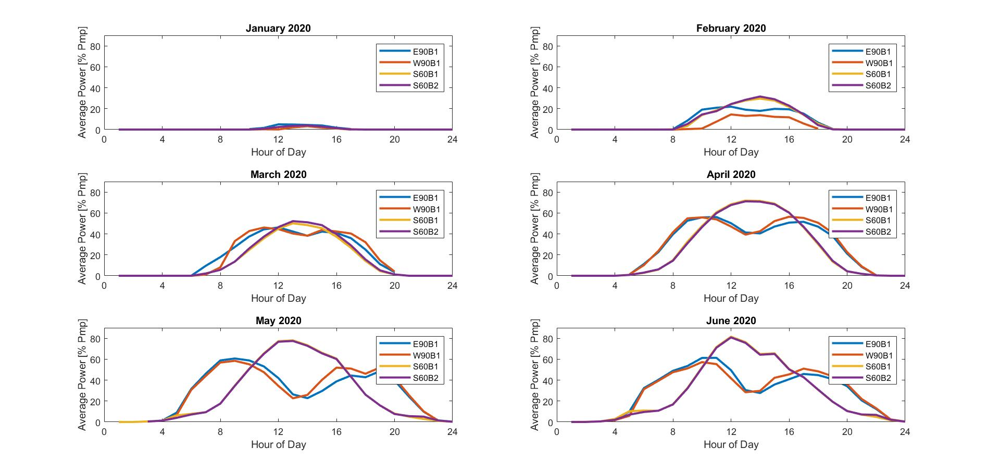 January 2020
Average Power [% Pmp]
80
60
40
20
0
0 4 8 12 16 20 24
Hour of Day
E90B1
W90B1
S60B1
S60B2
February 2020
Average Power [% Pmp]
80
60
40
20
0
0 4 8 12 16 20 24
Hour of Day
E90B1
W90B1
S60B1
S60B2
March 2020
Average Power [% Pmp]
80
60
40
20
0
0 4 8 12 16 20 24
Hour of Day
E90B1
W90B1
S60B1
S60B2
April 2020
Average Power [% Pmp]
80
60
40
20
0
0 4 8 12 16 20 24
Hour of Day
E90B1
W90B1
S60B1
S60B2
May 2020
Average Power [% Pmp]
80
60
40
20
0
0 4 8 12 16 20 24
Hour of Day
E90B1
W90B1
S60B1
S60B2
June 2020
Average Power [% Pmp]
80
60
40
20
0
0 4 8 12 16 20 24
Hour of Day
E90B1
W90B1
S60B1
S60B2